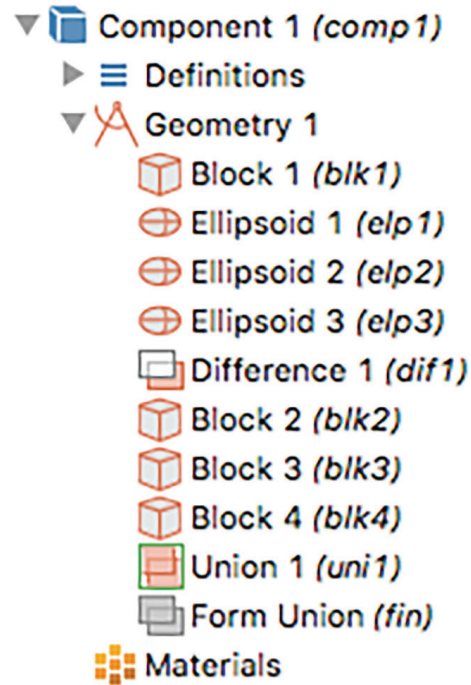 Component 1 (comp1)
Definitions
Geometry 1
Block 1 (blk1)
Ellipsoid 1 (elp1)
Ellipsoid 2 (elp2)
Ellipsoid 3 (elp3)
Difference 1 (dif1)
Block 2 (blk2)
Block 3 (blk3)
Block 4 (blk4)
Union 1 (uni1)
Form Union (fin)
Materials